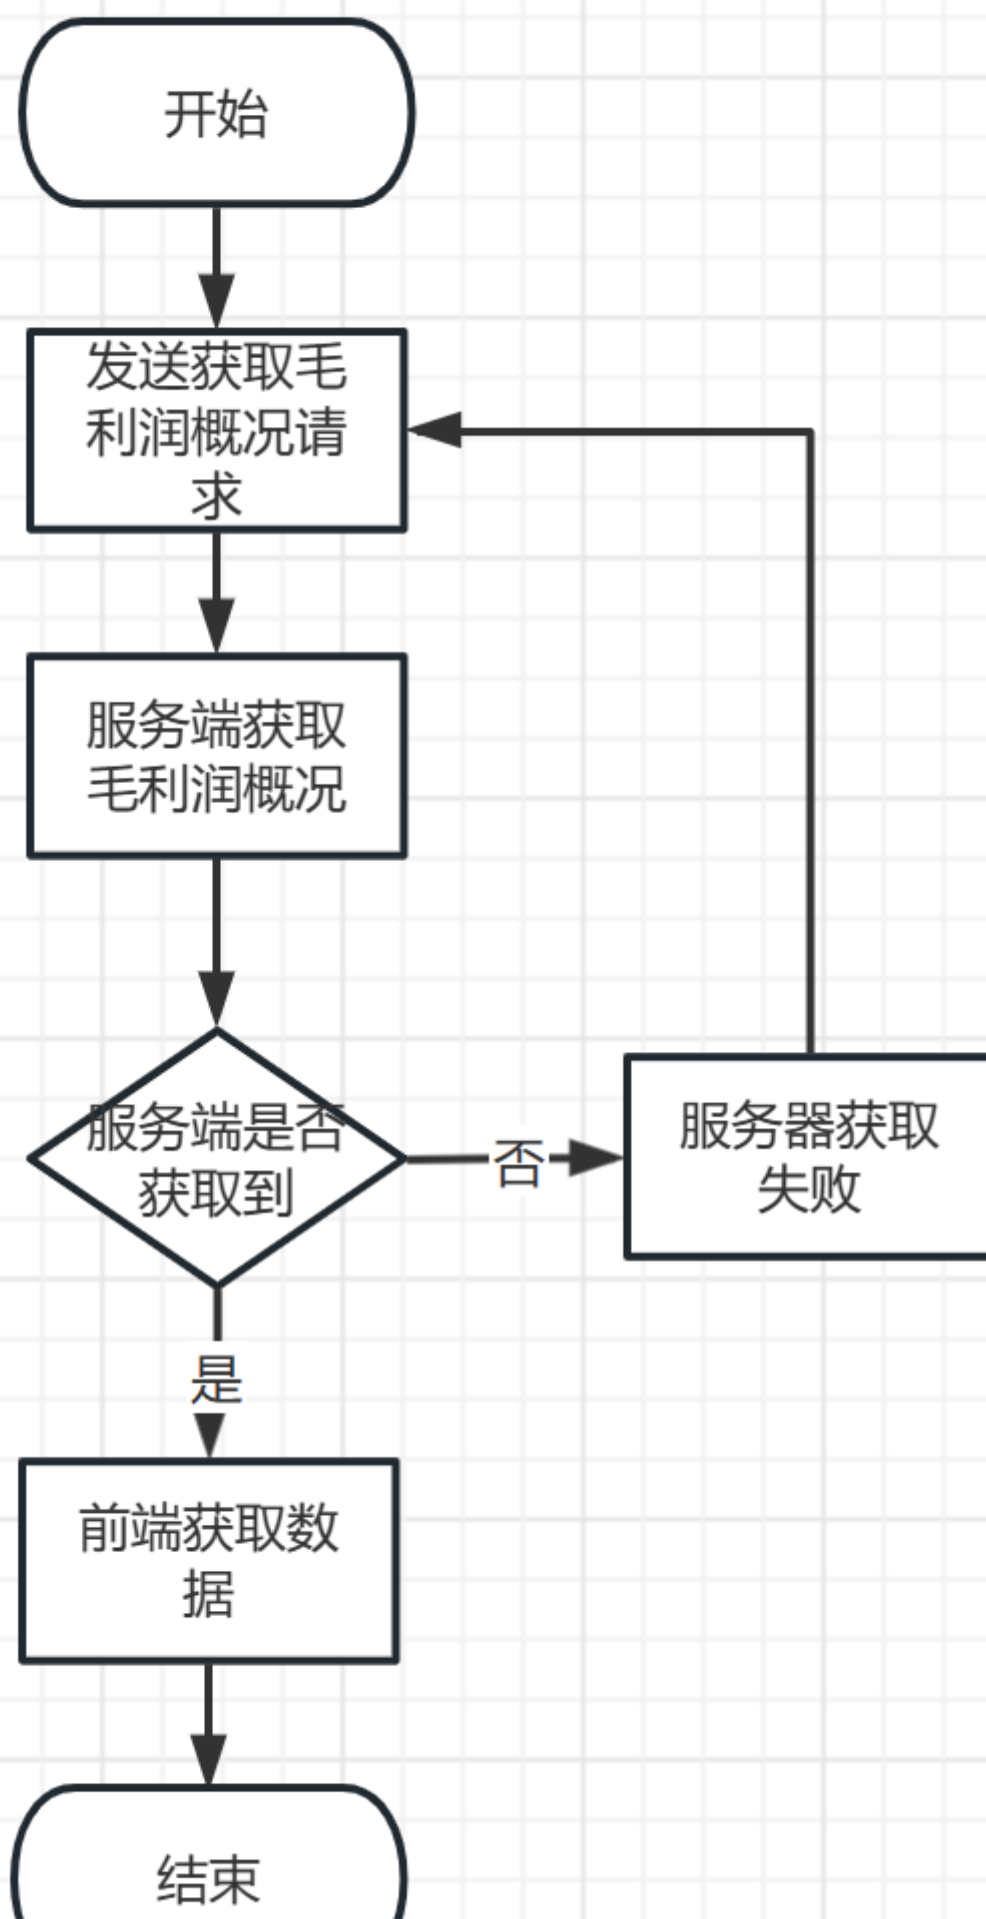 开始
发送获取毛
利润概况请
求
服务端获取
毛利润概况
服务端是否
获取到
否
服务器获取
失败
是
前端获取数
据
结束